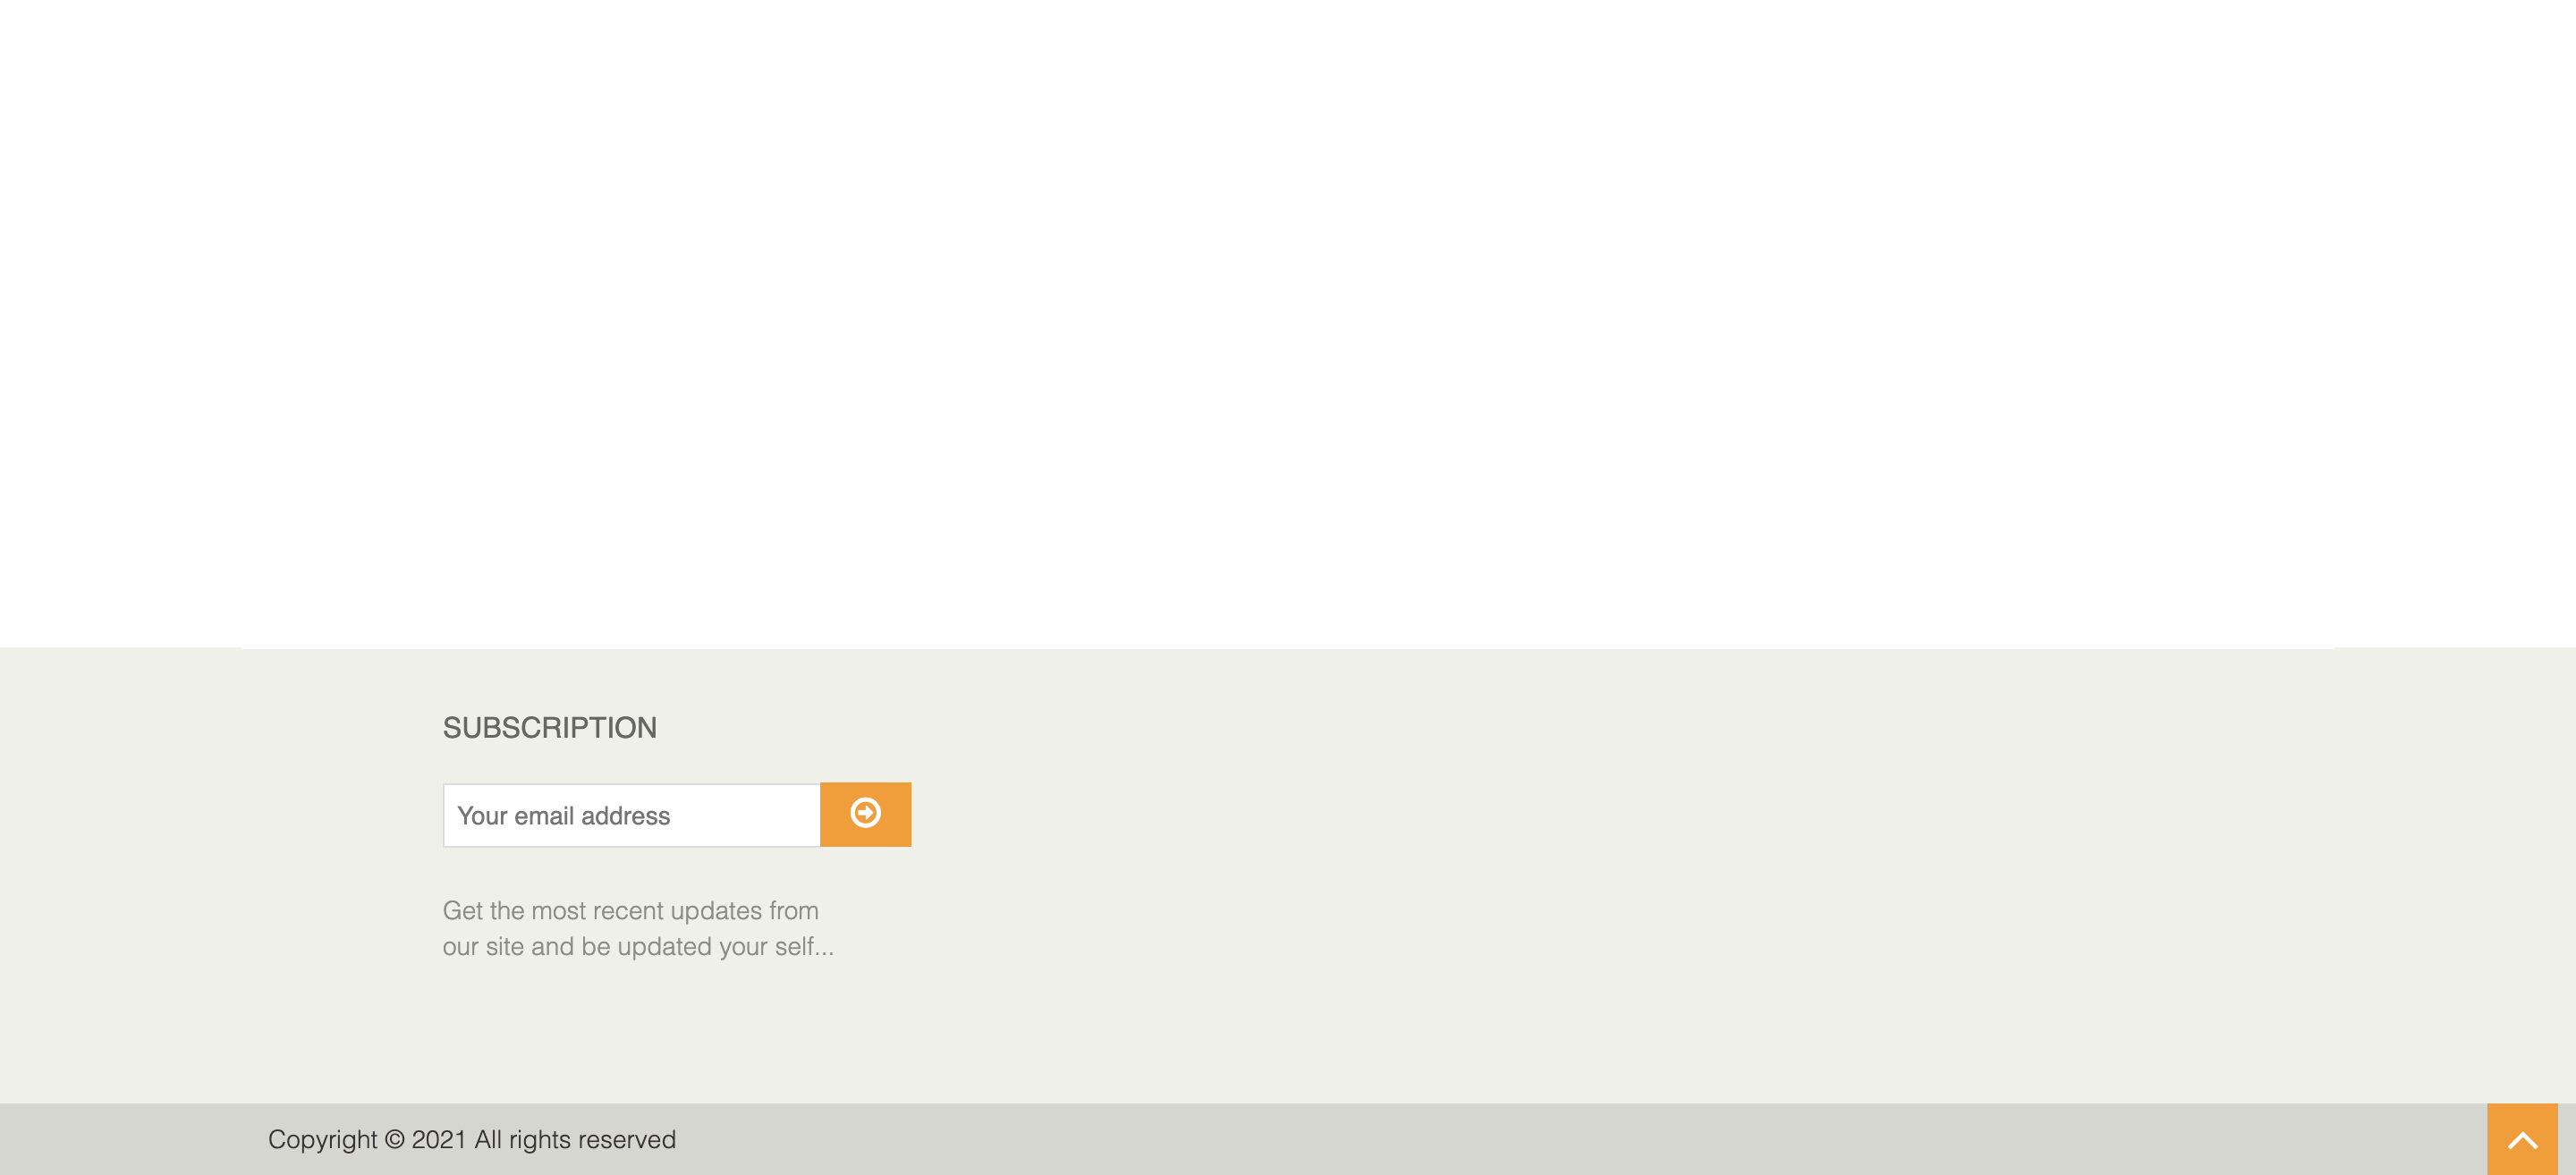 SUBSCRIPTION
Your email address
Get the most recent updates from
our site and be updated your self...
Copyright © 2021 All rights reserved